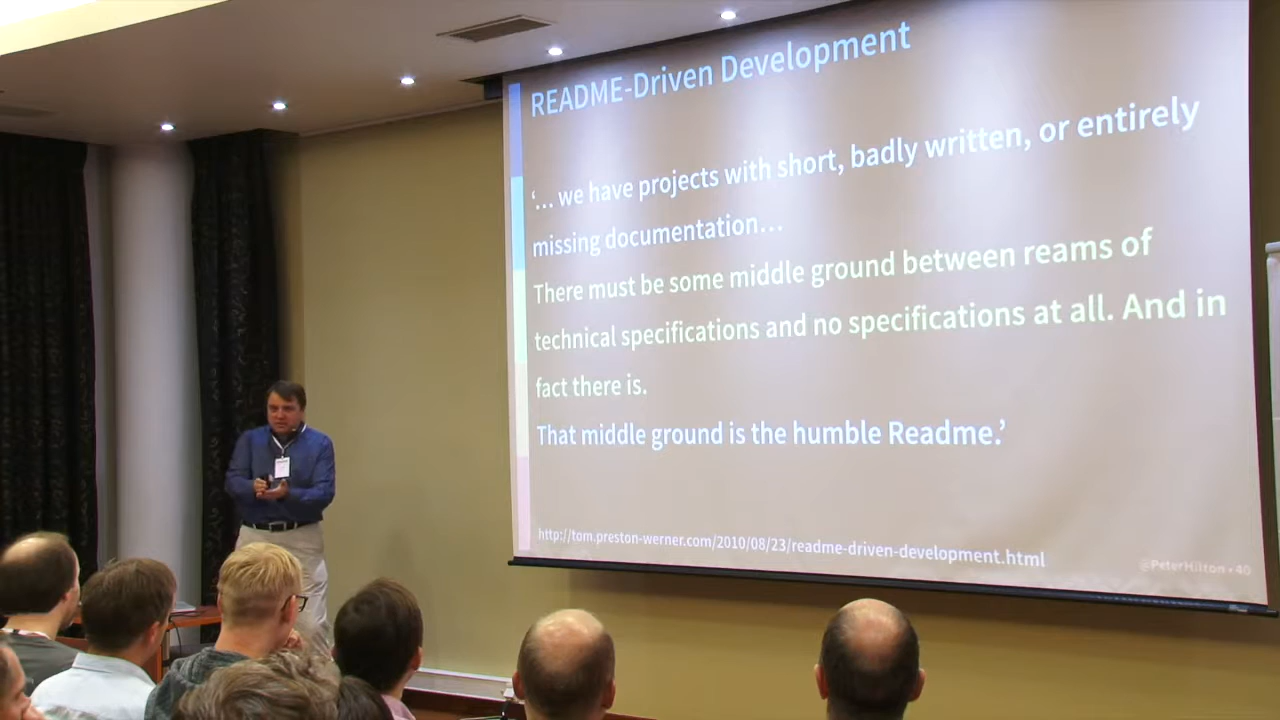 README-Driven Development
‘… we have projects with short, badly written, or entirely
missing documentation…
There must be some middle ground between reams of
technical specifications and no specifications at all. And in
fact there is.
That middle ground is the humble Readme.’
http://tom.preston-werner.com/2010/08/23/readme-driven-development.html
@PeterHilton • 40